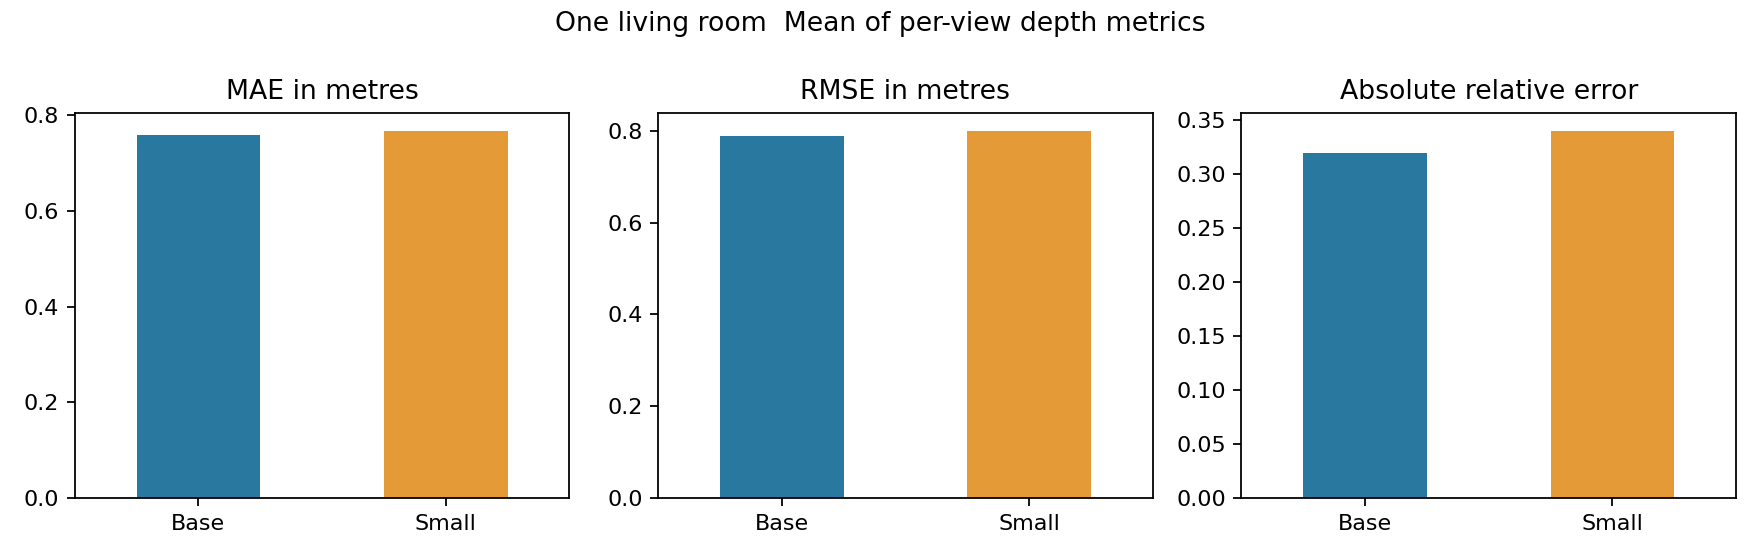 One living room  Mean of per-view depth metrics
MAE in metres
0.8
0.6
0.4
0.2
0.0
Base
Small
RMSE in metres
0.8
0.6
0.4
0.2
0.0
Base
Small
Absolute relative error
0.35
0.30
0.25
0.20
0.15
0.10
0.05
0.00
Base
Small